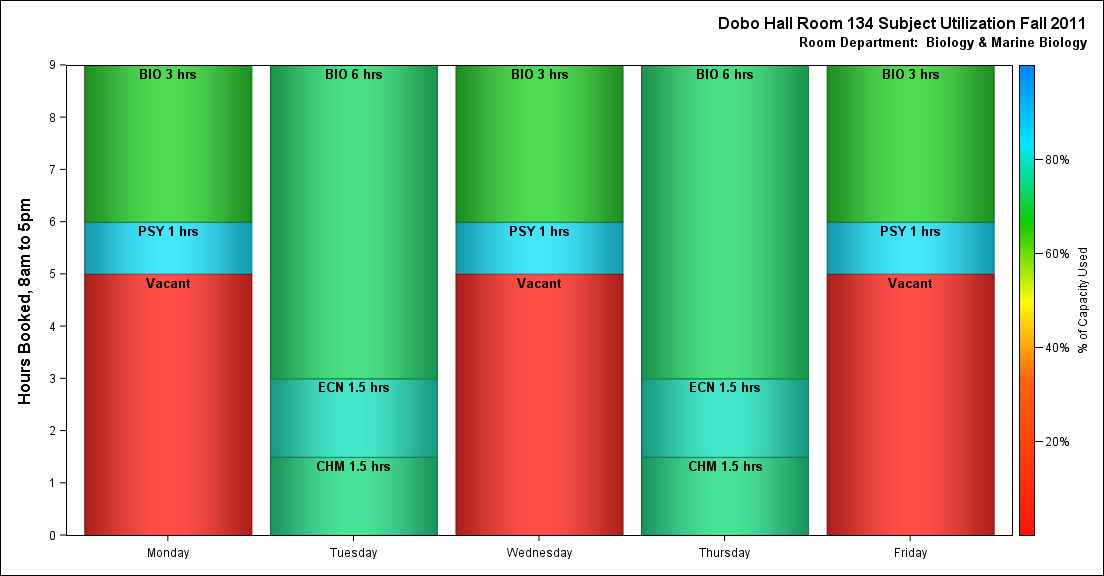 Dobo Hall Room 134 Subject Utilization Fall 2011
Room Department:  Biology & Marine Biology
Hours Booked, 8am to 5pm
9
8
7
6
5
4
3
2
1
0
BIO 3 hrs
PSY 1 hrs
Vacant
BIO 6 hrs
ECN 1.5 hrs
CHM 1.5 hrs
BIO 3 hrs
PSY 1 hrs
Vacant
BIO 6 hrs
ECN 1.5 hrs
CHM 1.5 hrs
BIO 3 hrs
PSY 1 hrs
Vacant
Monday
Tuesday
Wednesday
Thursday
Friday
80%
60%
40%
20%
% of Capacity Used